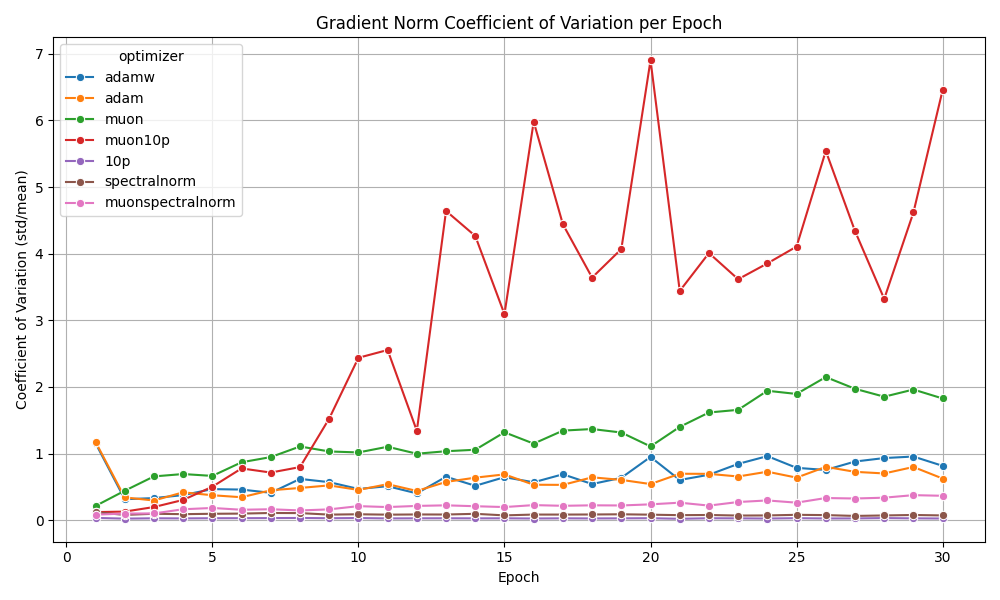 Gradient Norm Coefficient of Variation per Epoch
Coefficient of Variation (std/mean)
7
6
5
4
3
2
1
0
optimizer
adamw
adam
muon
muon10p
10p
spectralnorm
muonspectralnorm
0 5 10 15 20 25 30
Epoch